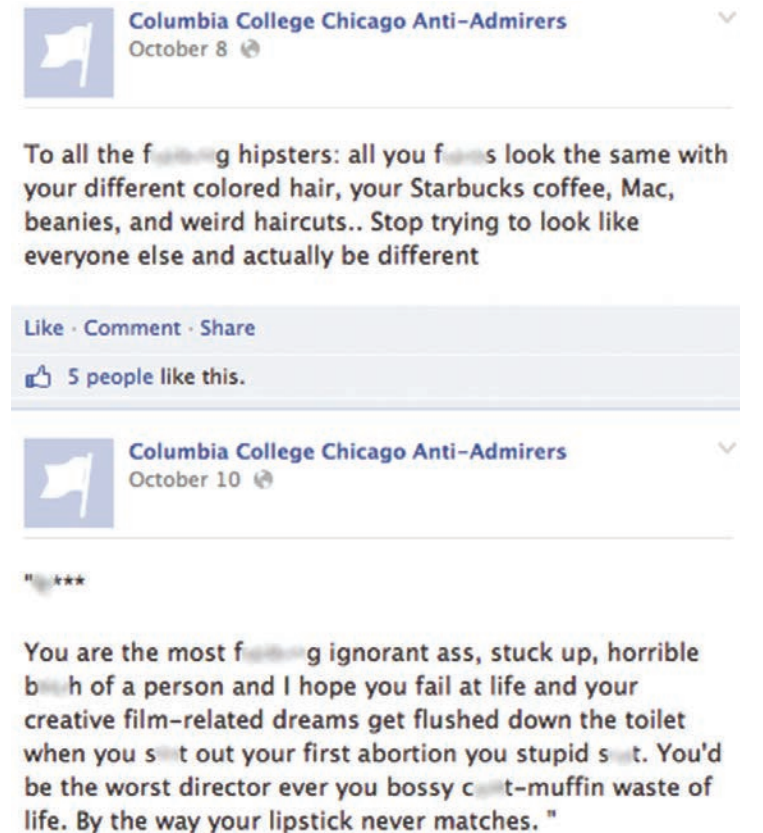 Columbia College Chicago Anti-Admirers
October 8
To all the hipsters: all you look the same with
your different colored hair, your Starbucks coffee, Mac,
beanies, and weird haircuts.. Stop trying to look like
everyone else and actually be different
Like · Comment · Share
5 people like this.
Columbia College Chicago Anti-Admirers
October 10
" ***
You are the most ignorant ass, stuck up, horrible
of a person and I hope you fail at life and your
creative film-related dreams get flushed down the toilet
when you out your first abortion you stupid You'd
be the worst director ever you bossy waste of
life. By the way your lipstick never matches. "